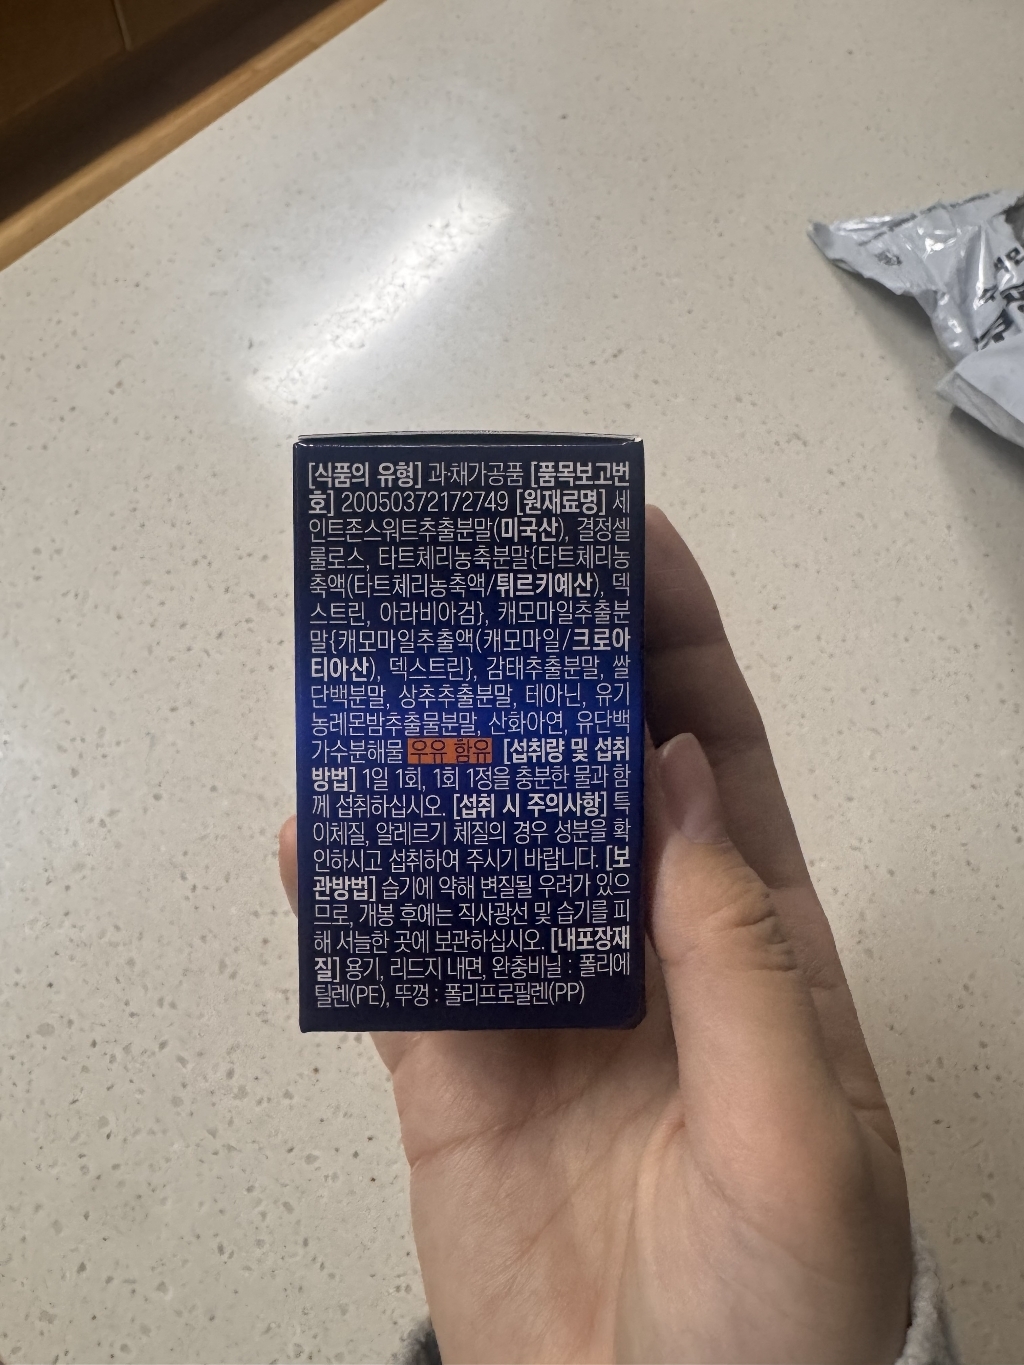 [식품의 유형] 과·채가공품 [품목보고번
호] 20050372172749 [원재료명] 세
인트존스워트추출분말(미국산), 결정셀
룰로스, 타트체리농축분말{타트체리농
축액(타트체리농축액/튀르키예산), 덱
스트린, 아라비아검}, 캐모마일추출분
말{캐모마일추출액(캐모마일/크로아
티아산), 덱스트린}, 감태추출분말, 쌀
단백분말, 상추추출분말, 테아닌, 유기
농레몬밤추출물분말, 산화아연, 유단백
가수분해물 우유 함유 [섭취량 및 섭취
방법] 1일 1회, 1회 1정을 충분한 물과 함
께 섭취하십시오. [섭취 시 주의사항] 특
이체질, 알레르기 체질의 경우 성분을 확
인하시고 섭취하여 주시기 바랍니다. [보
관방법] 습기에 약해 변질될 우려가 있으
므로, 개봉 후에는 직사광선 및 습기를 피
해 서늘한 곳에 보관하십시오. [내포장재
질] 용기, 리드지 내면, 완충비닐 : 폴리에
틸렌(PE), 뚜껑 : 폴리프로필렌(PP)